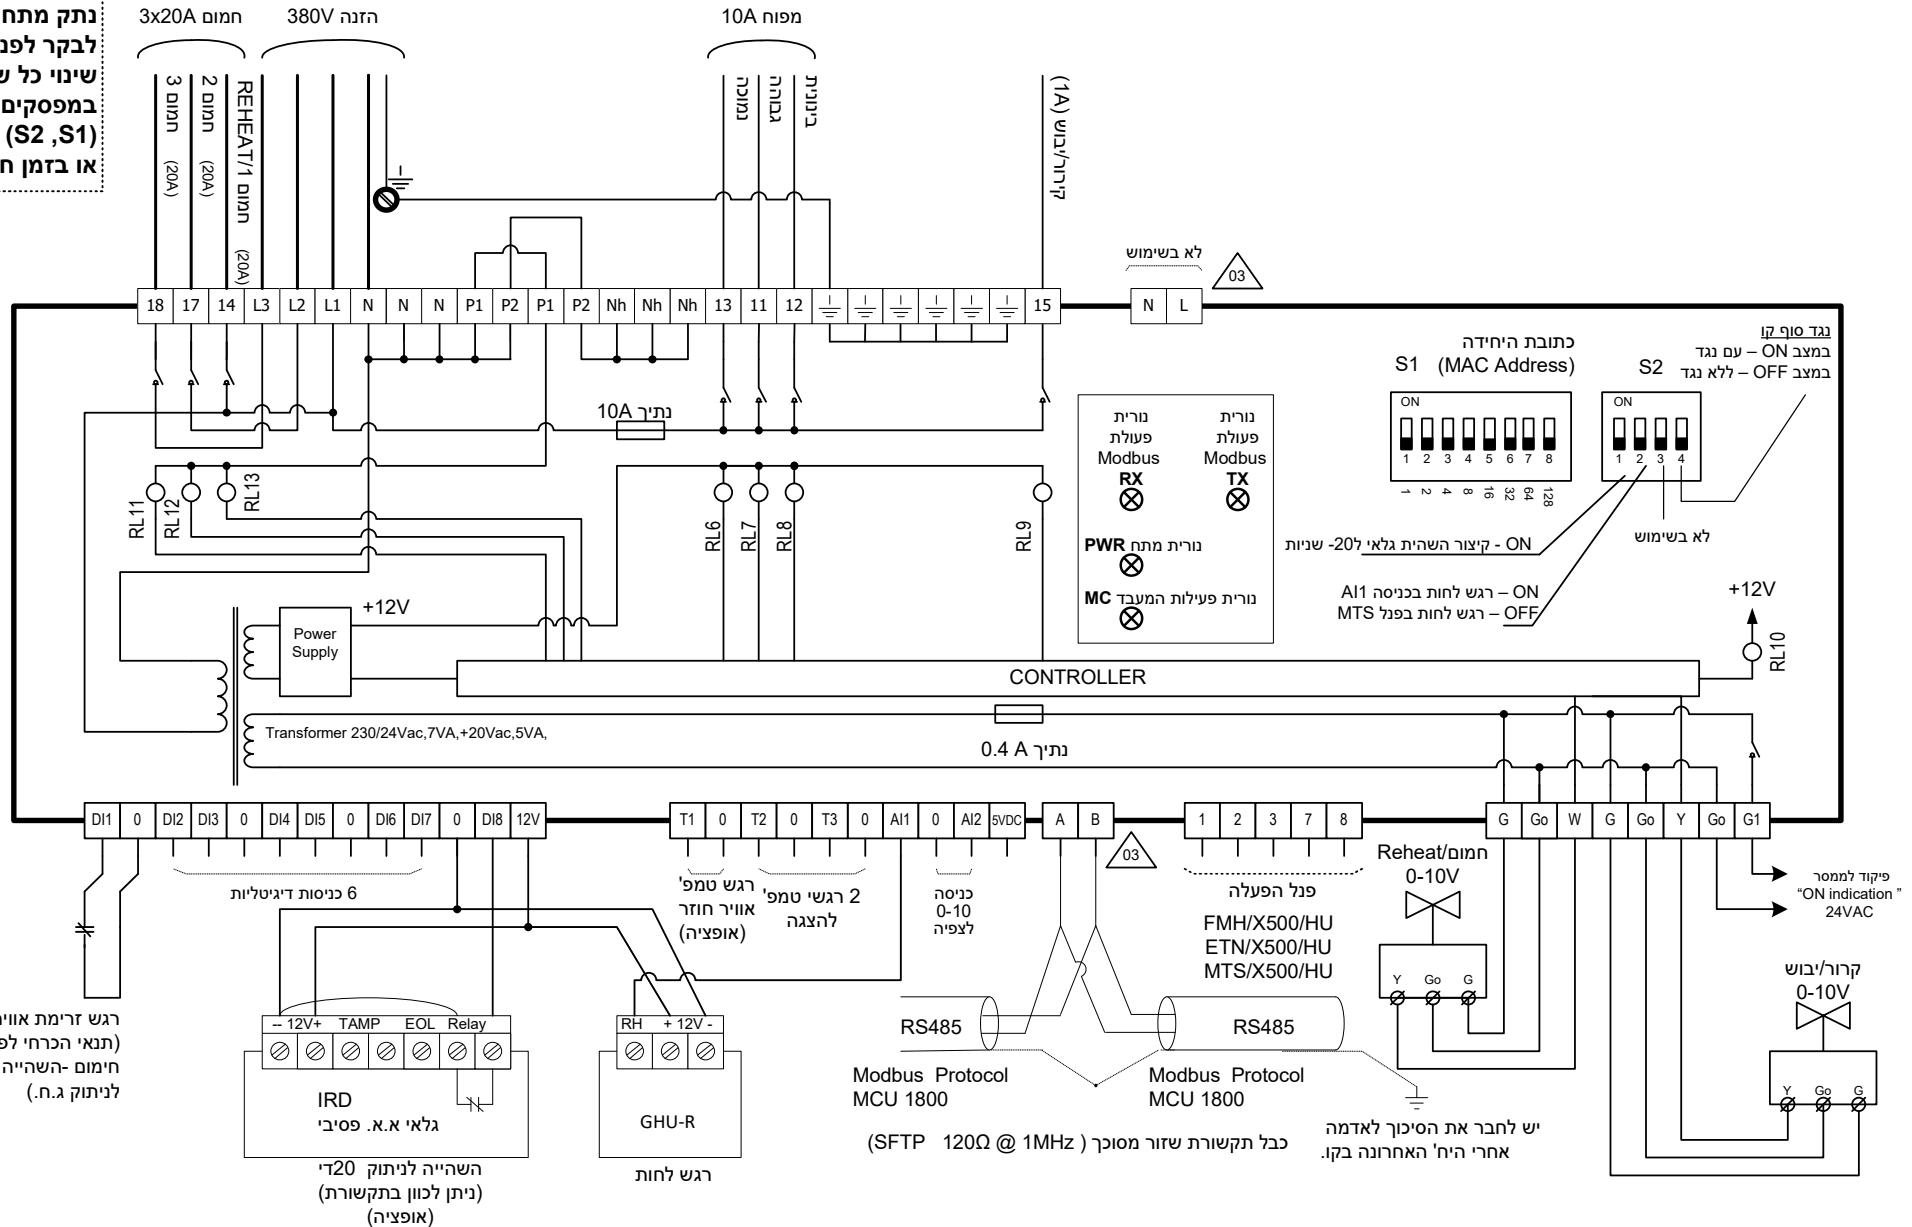 נתק מתח
לבקר לפנ
שינוי כל ש
במפסקים
(S2 ,S1)
או בזמן ח
חמום 3x20A
הזנה 380V
מפוח 10A
חמום 3 (20A)
חמום 2 (20A)
REHEAT/1 חמום (20A)
נמוכה
גבוהה
בינונית
קירור/יבוש (1A)
לא בשימוש
03
18 17 14 L3 L2 L1 N N N P1 P2 P1 P2 Nh Nh Nh 13 11 12 15
N L
נתיך 10A
RL11
RL12
RL13
RL6
RL7
RL8
RL9
נורית
פעולת
Modbus
RX
נורית
פעולת
Modbus
TX
נורית מתח PWR
נורית פעילות המעבד MC
כתובת היחידה
S1 (MAC Address)
ON
1 2 3 4 5 6 7 8
1 2 4 8 16 32 64 128
נגד סוף קו
במצב ON – עם נגד
במצב OFF – ללא נגד
S2
ON
1 2 3 4
לא בשימוש
ON - קיצור השהית גלאי ל20- שניות
ON – רגש לחות בכניסה AI1
OFF – רגש לחות בפנל MTS
+12V
RL10
+12V
Power
Supply
CONTROLLER
Transformer 230/24Vac,7VA,+20Vac,5VA,
נתיך 0.4 A
DI1 0 DI2 DI3 0 DI4 DI5 0 DI6 DI7 0 DI8 12V
T1 0 T2 0 T3 0 AI1 0 AI2 5VDC
A B
03
1 2 3 7 8
G Go W G Go Y Go G1
6 כניסות דיגיטליות
רגש טמפ'
אוויר חוזר
(אופציה)
2 רגשי טמפ'
להצגה
כניסה
0-10
לצפיה
פנל הפעלה
FMH/X500/HU
ETN/X500/HU
MTS/X500/HU
חמום/Reheat
0-10V
Y Go G
פיקוד לממסר
“ON indication ”
24VAC
קרור/יבוש
0-10V
Y Go G
רגש זרימת אוויר
(תנאי הכרחי לפ
חימום -השהייה
לניתוק ג.ח.)
-- 12V+ TAMP EOL Relay
IRD
גלאי א.א. פסיבי
השהייה לניתוק 20די
(ניתן לכוון בתקשורת)
(אופציה)
RH + 12V -
GHU-R
רגש לחות
RS485
RS485
Modbus Protocol
MCU 1800
Modbus Protocol
MCU 1800
כבל תקשורת שזור מסוכך ( SFTP 120Ω @ 1MHz)
יש לחבר את הסיכוך לאדמה
אחרי היח' האחרונה בקו.